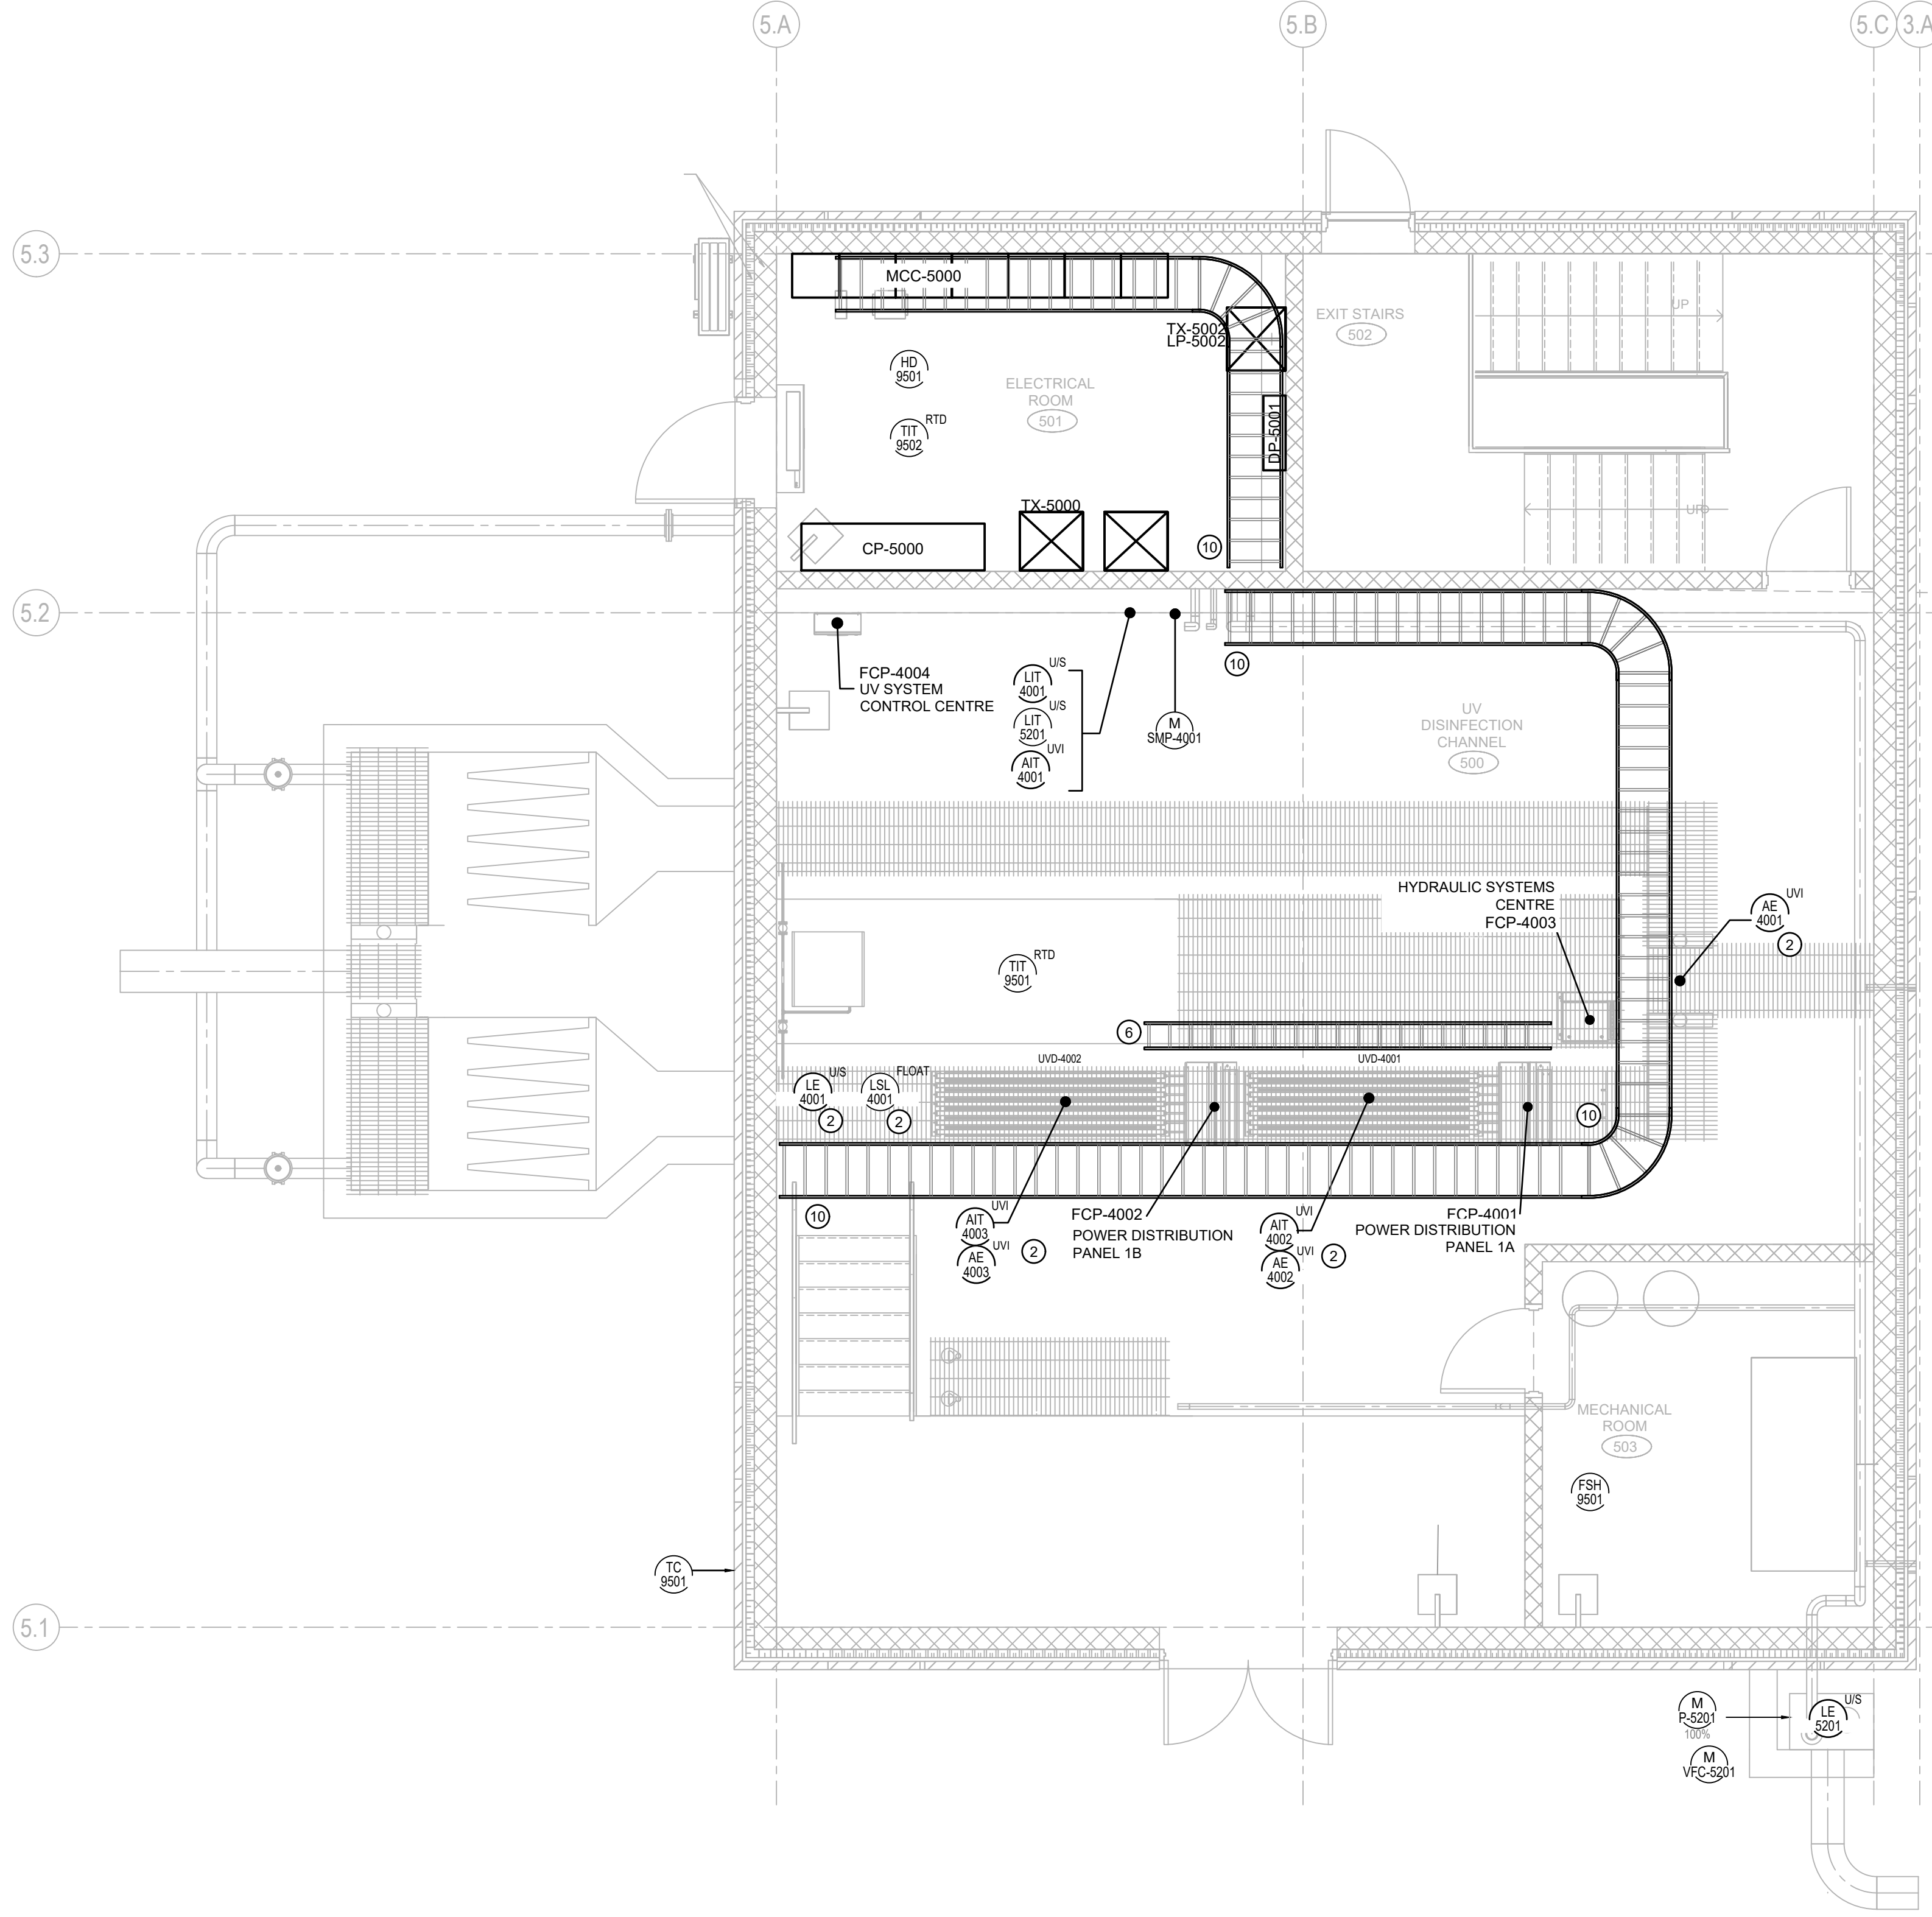 5.A
5.B
5.C
3.A
5.3
MCC-5000
UP
EXIT STAIRS
502
TX-5002
LP-5002
HD
9501
ELECTRICAL
ROOM
501
RTD
TIT
9502
DP-5001
TX-5000
UP
CP-5000
10
5.2
FCP-4004
UV SYSTEM
CONTROL CENTRE
U/S
LIT
4001
U/S
LIT
5201
UVI
AIT
4001
M
SMP-4001
10
UV
DISINFECTION
CHANNEL
500
HYDRAULIC SYSTEMS
CENTRE
FCP-4003
UVI
AE
4001
2
RTD
TIT
9501
6
UVD-4002
UVD-4001
U/S
LE
4001
2
FLOAT
LSL
4001
2
10
10
UVI
AIT
4003
UVI
AE
4003
2
FCP-4002
POWER DISTRIBUTION
PANEL 1B
UVI
AIT
4002
UVI
AE
4002
2
FCP-4001
POWER DISTRIBUTION
PANEL 1A
MECHANICAL
ROOM
503
FSH
9501
TC
9501
5.1
M
P-5201
100%
U/S
LE
5201
M
VFC-5201